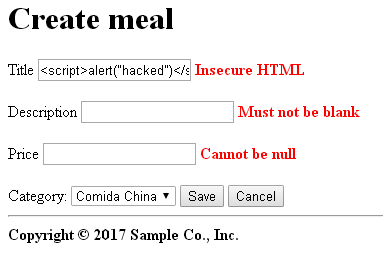 Create meal
Title <script>alert("hacked")</s Insecure HTML
Description Must not be blank
Price Cannot be null
Category: Comida China Save Cancel
Copyright © 2017 Sample Co., Inc.